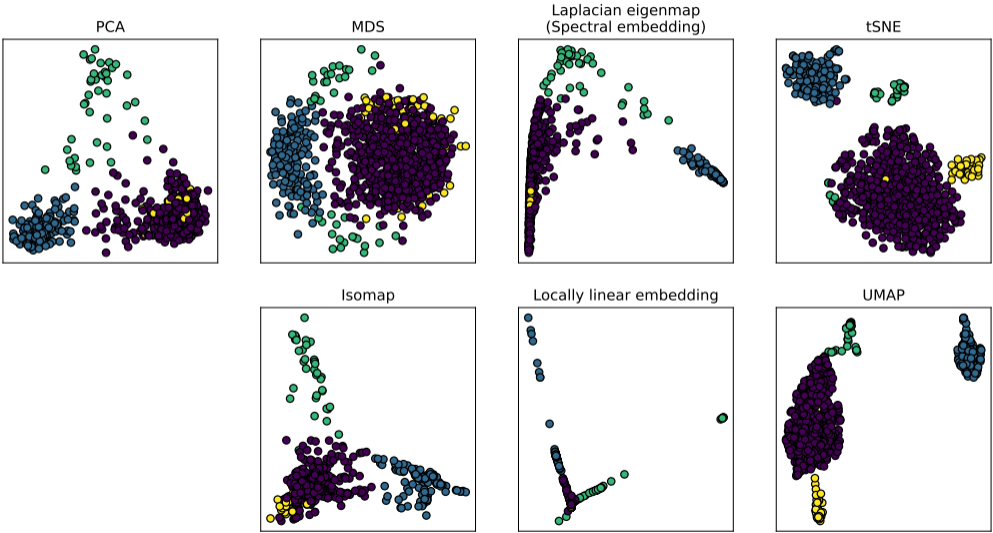 PCA
MDS
Laplacian eigenmap
(Spectral embedding)
tSNE
Isomap
Locally linear embedding
UMAP